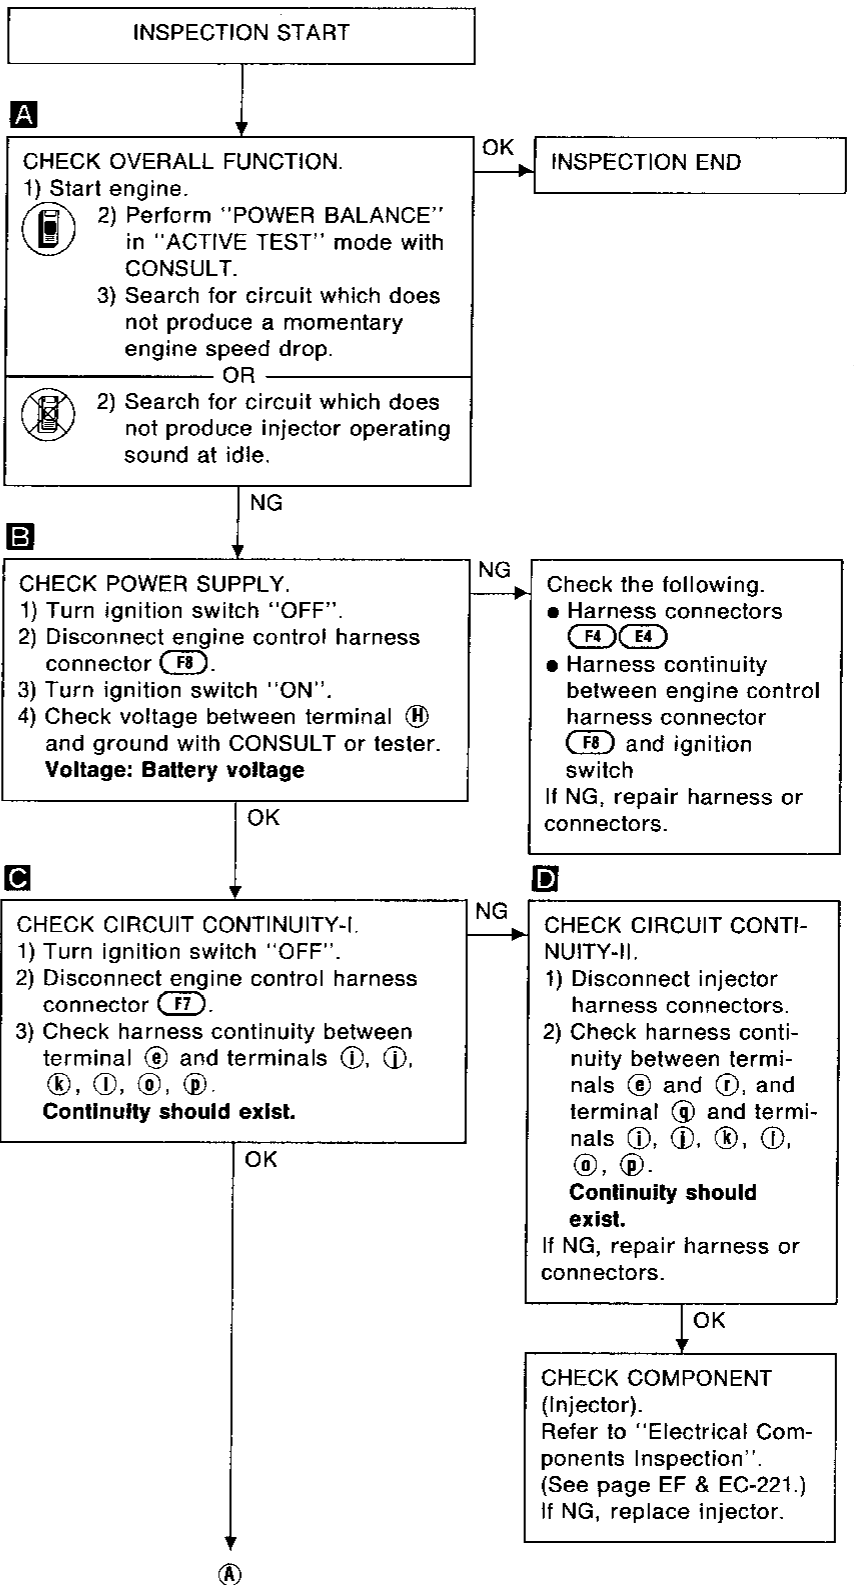 INSPECTION START
A
CHECK OVERALL FUNCTION.
1) Start engine.
2) Perform "POWER BALANCE"
in "ACTIVE TEST" mode with
CONSULT.
3) Search for circuit which does
not produce a momentary
engine speed drop.
OR
2) Search for circuit which does
not produce injector operating
sound at idle.
OK
INSPECTION END
NG
B
CHECK POWER SUPPLY.
1) Turn ignition switch "OFF".
2) Disconnect engine control harness
connector F8.
3) Turn ignition switch "ON".
4) Check voltage between terminal H
and ground with CONSULT or tester.
Voltage: Battery voltage
NG
Check the following.
● Harness connectors
F4 E4
● Harness continuity
between engine control
harness connector
F8 and ignition
switch
If NG, repair harness or
connectors.
OK
C
CHECK CIRCUIT CONTINUITY-I.
1) Turn ignition switch "OFF".
2) Disconnect engine control harness
connector F7.
3) Check harness continuity between
terminal e and terminals i, j,
k, l, o, p.
Continuity should exist.
NG
D
CHECK CIRCUIT CONTI-
NUITY-II.
1) Disconnect injector
harness connectors.
2) Check harness conti-
nuity between termi-
nals e and r, and
terminal q and termi-
nals i, j, k, l,
o, p.
Continuity should
exist.
If NG, repair harness or
connectors.
OK
OK
CHECK COMPONENT
(Injector).
Refer to "Electrical Com-
ponents Inspection".
(See page EF & EC-221.)
If NG, replace injector.
A